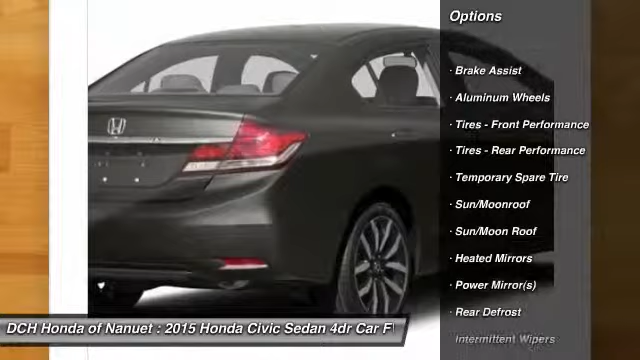 Options
· Brake Assist
· Aluminum Wheels
· Tires - Front Performance
· Tires - Rear Performance
· Temporary Spare Tire
· Sun/Moonroof
· Sun/Moon Roof
· Heated Mirrors
· Power Mirror(s)
· Rear Defrost
· Intermittent Wipers
DCH Honda of Nanuet : 2015 Honda Civic Sedan 4dr Car F